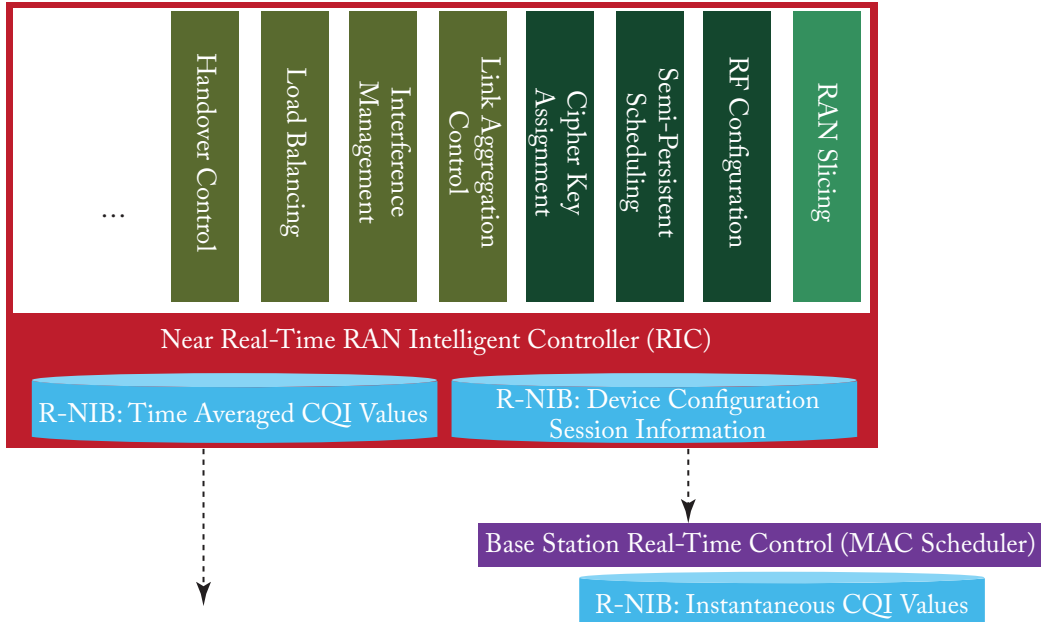 ...
Handover Control
Load Balancing
Interference
Management
Link Aggregation
Control
Cipher Key
Assignment
Semi-Persistent
Scheduling
RF Configuration
RAN Slicing
Near Real-Time RAN Intelligent Controller (RIC)
R-NIB: Time Averaged CQI Values
R-NIB: Device Configuration
Session Information
Base Station Real-Time Control (MAC Scheduler)
R-NIB: Instantaneous CQI Values